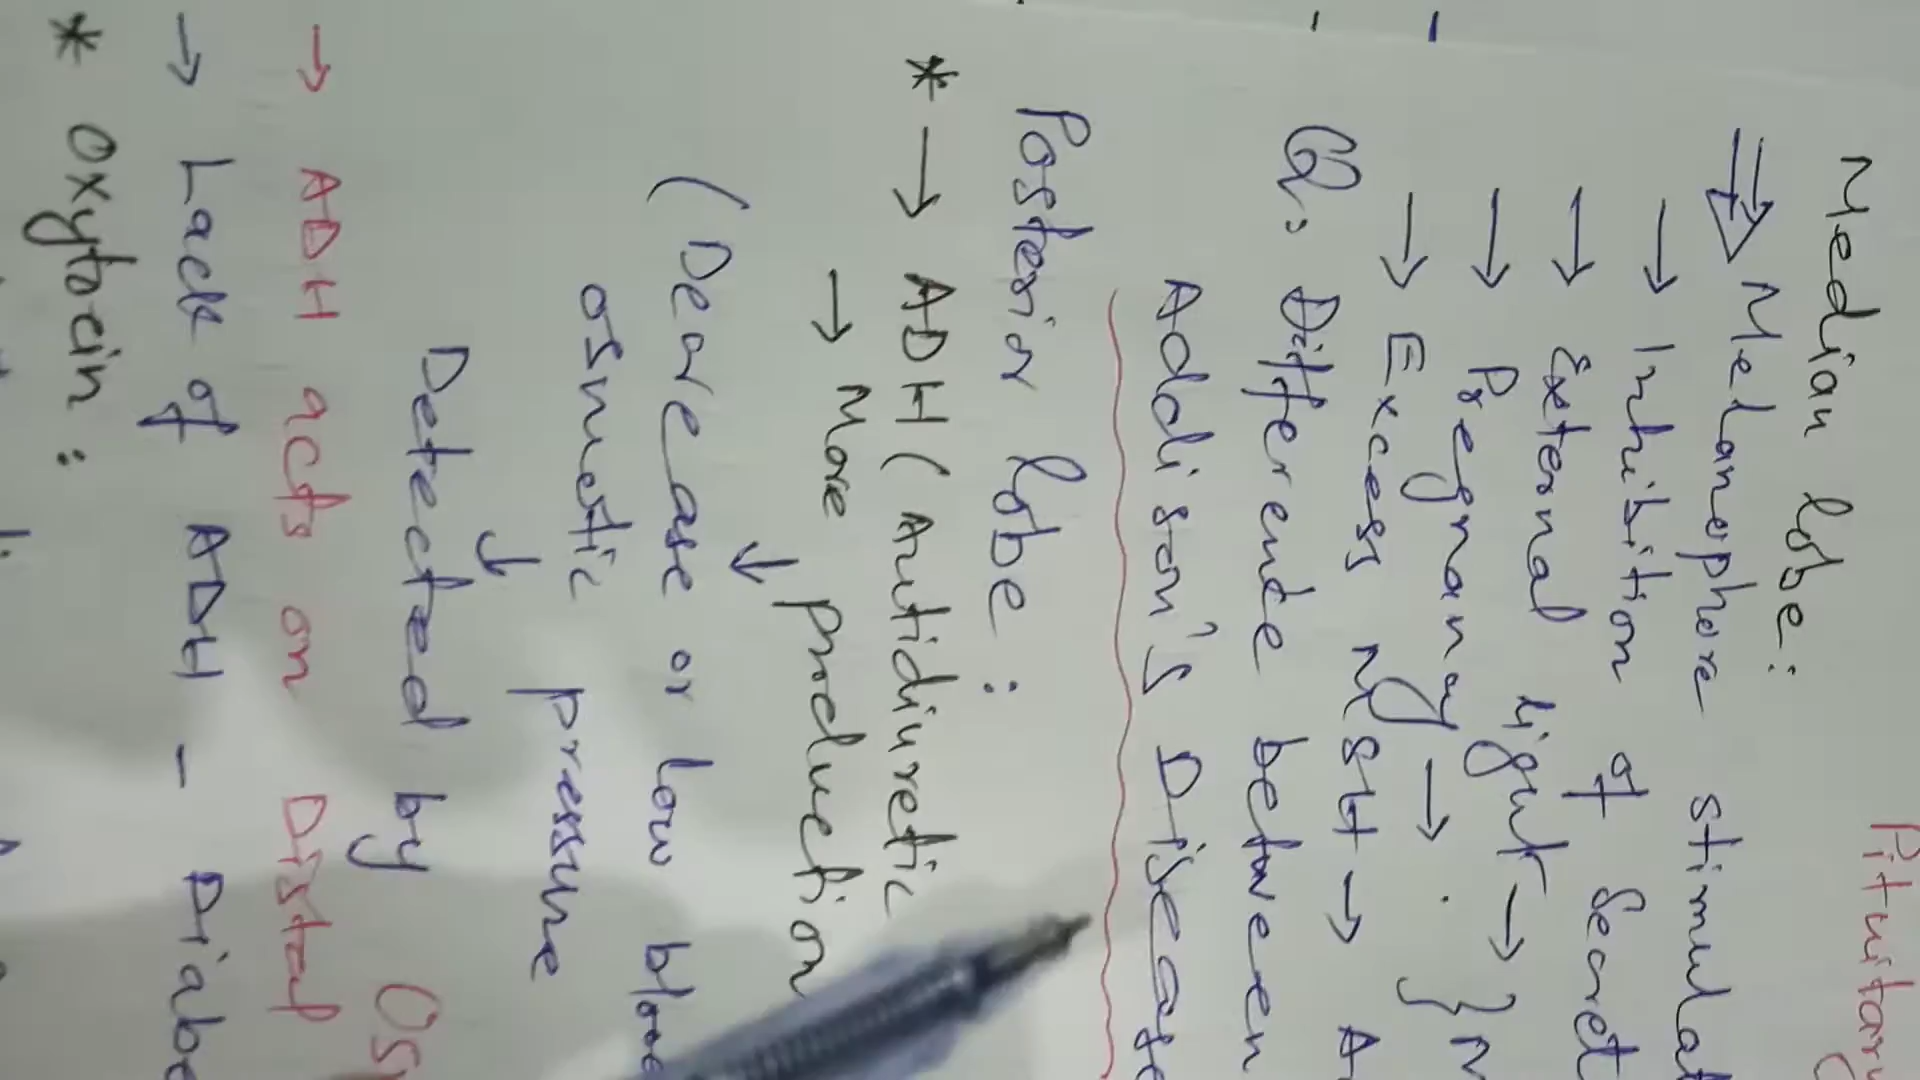 Pituitary
Median lobe:
⇒ Melanophore stimulat
→ Inhibition of Secret
→ External light →
→ Pregnancy → . } M
→ Excess MSH → A
Q: Difference between
Addison's Disease
Posterior lobe:
* → ADH (Antidiuretic
→ More production
↓
(Decrease or low bloo
osmotic pressure
↓
Detected by Os
→ ADH acts on Distal
→ Lack of ADH - Diabe
* Oxytocin: